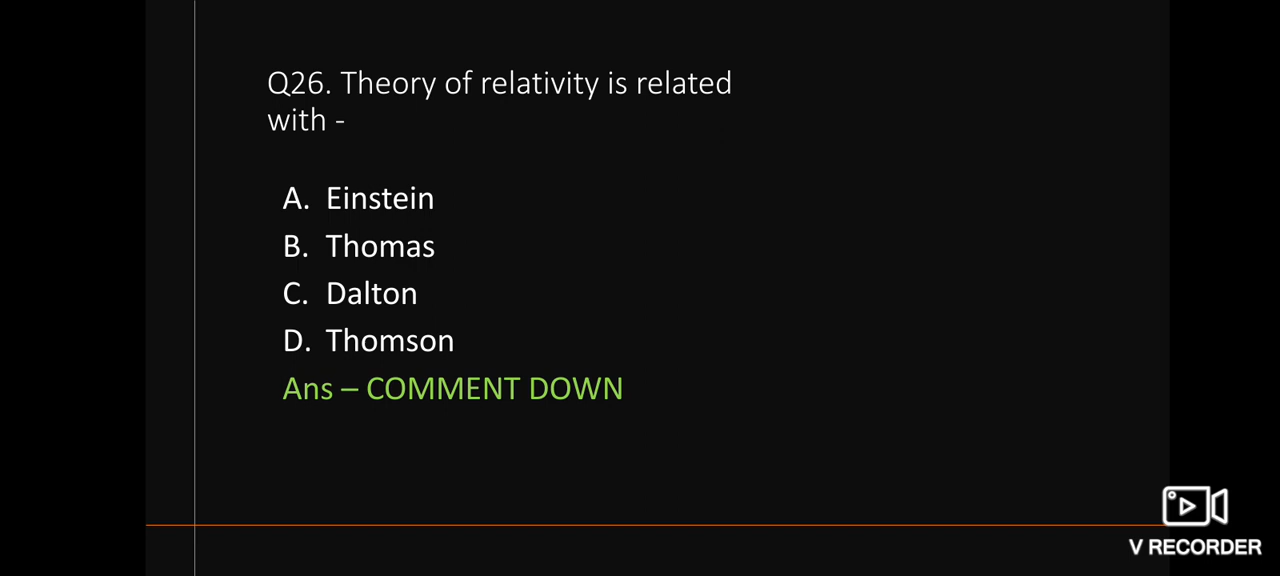 Q26. Theory of relativity is related
with -
A. Einstein
B. Thomas
C. Dalton
D. Thomson
Ans – COMMENT DOWN
V RECORDER